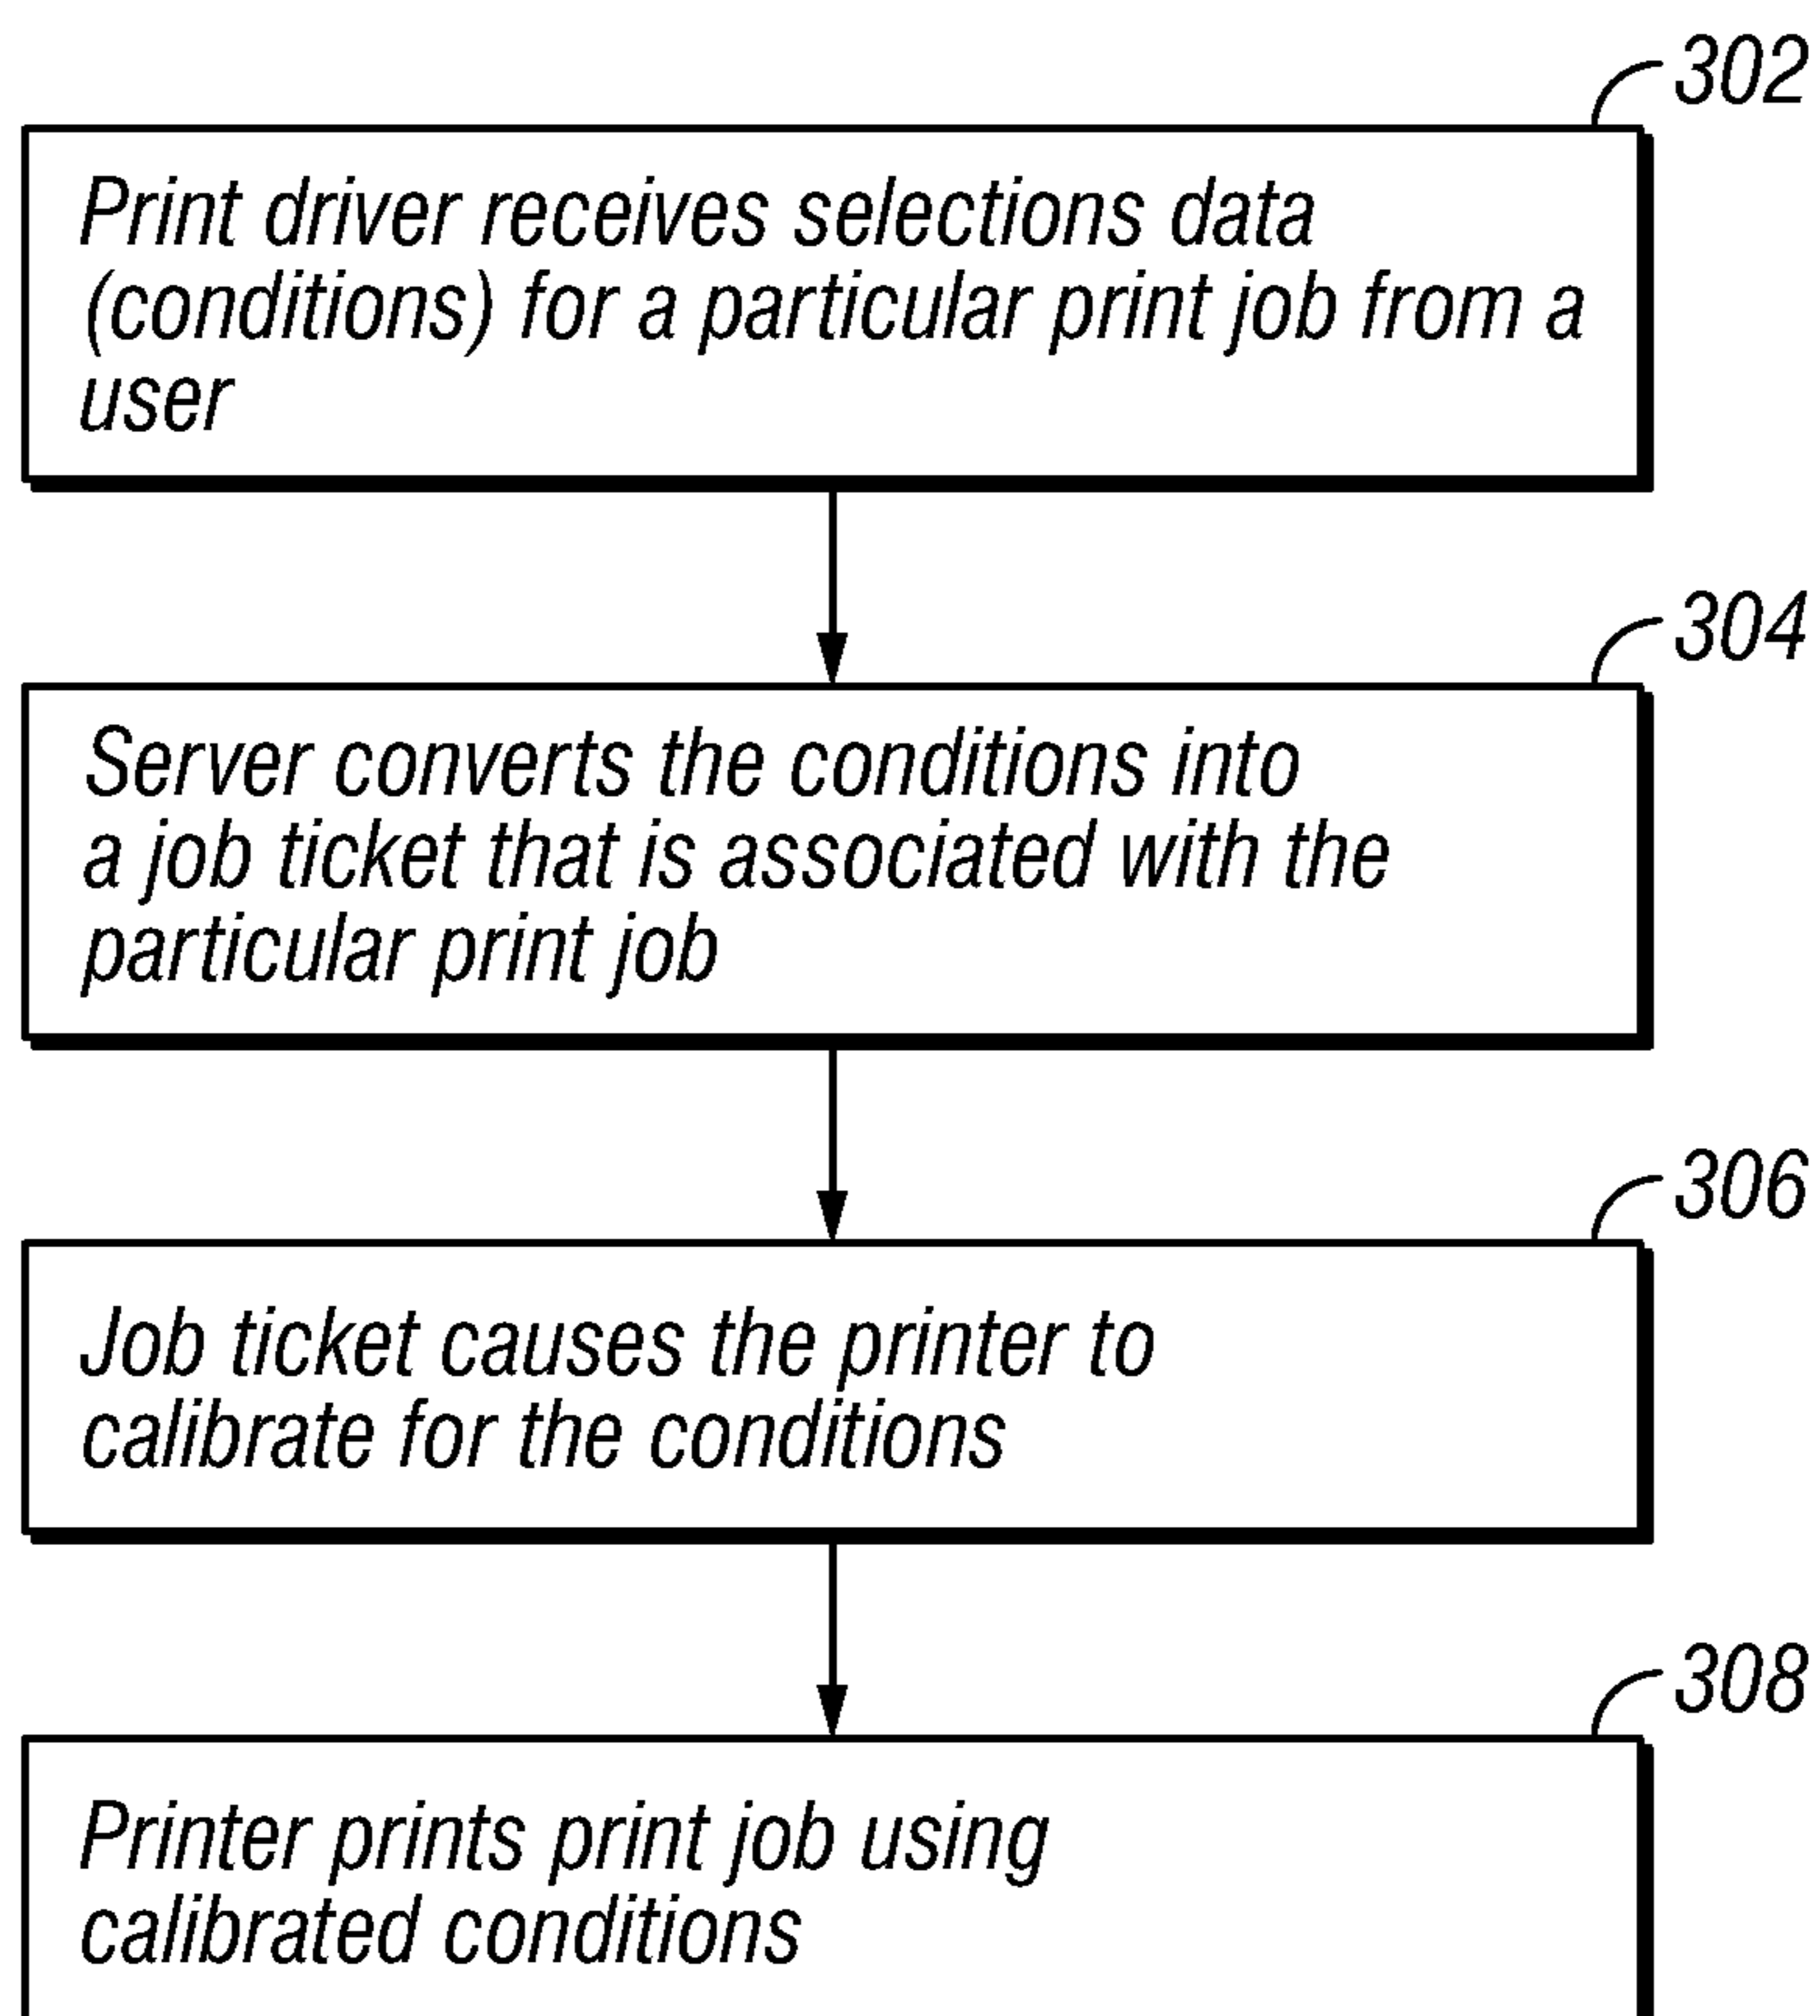 302
Print driver receives selections data
(conditions) for a particular print job from a
user
304
Server converts the conditions into
a job ticket that is associated with the
particular print job
306
Job ticket causes the printer to
calibrate for the conditions
308
Printer prints print job using
calibrated conditions